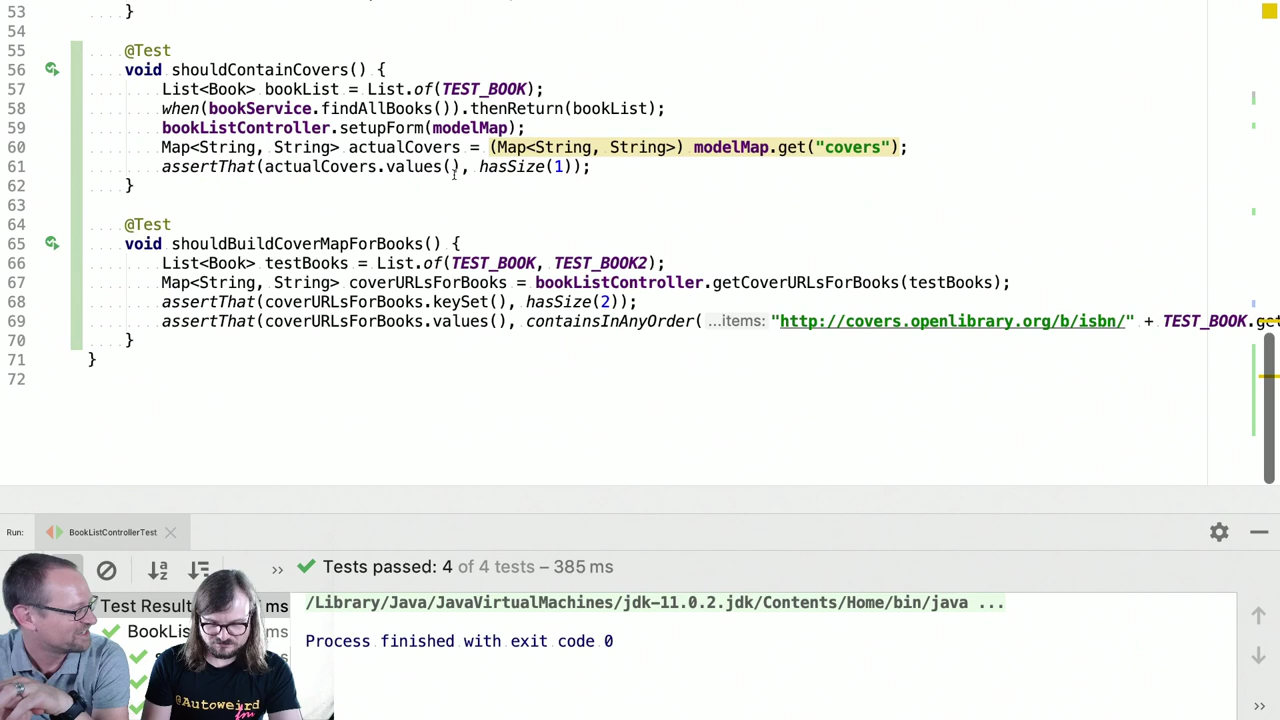 53 }
54
55 @Test
56 void shouldContainCovers() {
57 List<Book> bookList = List.of(TEST_BOOK);
58 when(bookService.findAllBooks()).thenReturn(bookList);
59 bookListController.setupForm(modelMap);
60 Map<String, String> actualCovers = (Map<String, String>) modelMap.get("covers");
61 assertThat(actualCovers.values(), hasSize(1));
62 }
63
64 @Test
65 void shouldBuildCoverMapForBooks() {
66 List<Book> testBooks = List.of(TEST_BOOK, TEST_BOOK2);
67 Map<String, String> coverURLsForBooks = bookListController.getCoverURLsForBooks(testBooks);
68 assertThat(coverURLsForBooks.keySet(), hasSize(2));
69 assertThat(coverURLsForBooks.values(), containsInAnyOrder( ...items: "http://covers.openlibrary.org/b/isbn/" + TEST_BOOK.get
70 }
71 }
72
Run: BookListControllerTest
Tests passed: 4 of 4 tests – 385 ms
Test Result ms
/Library/Java/JavaVirtualMachines/jdk-11.0.2.jdk/Contents/Home/bin/java ...
BookLis ms
Process finished with exit code 0
@Autoweird